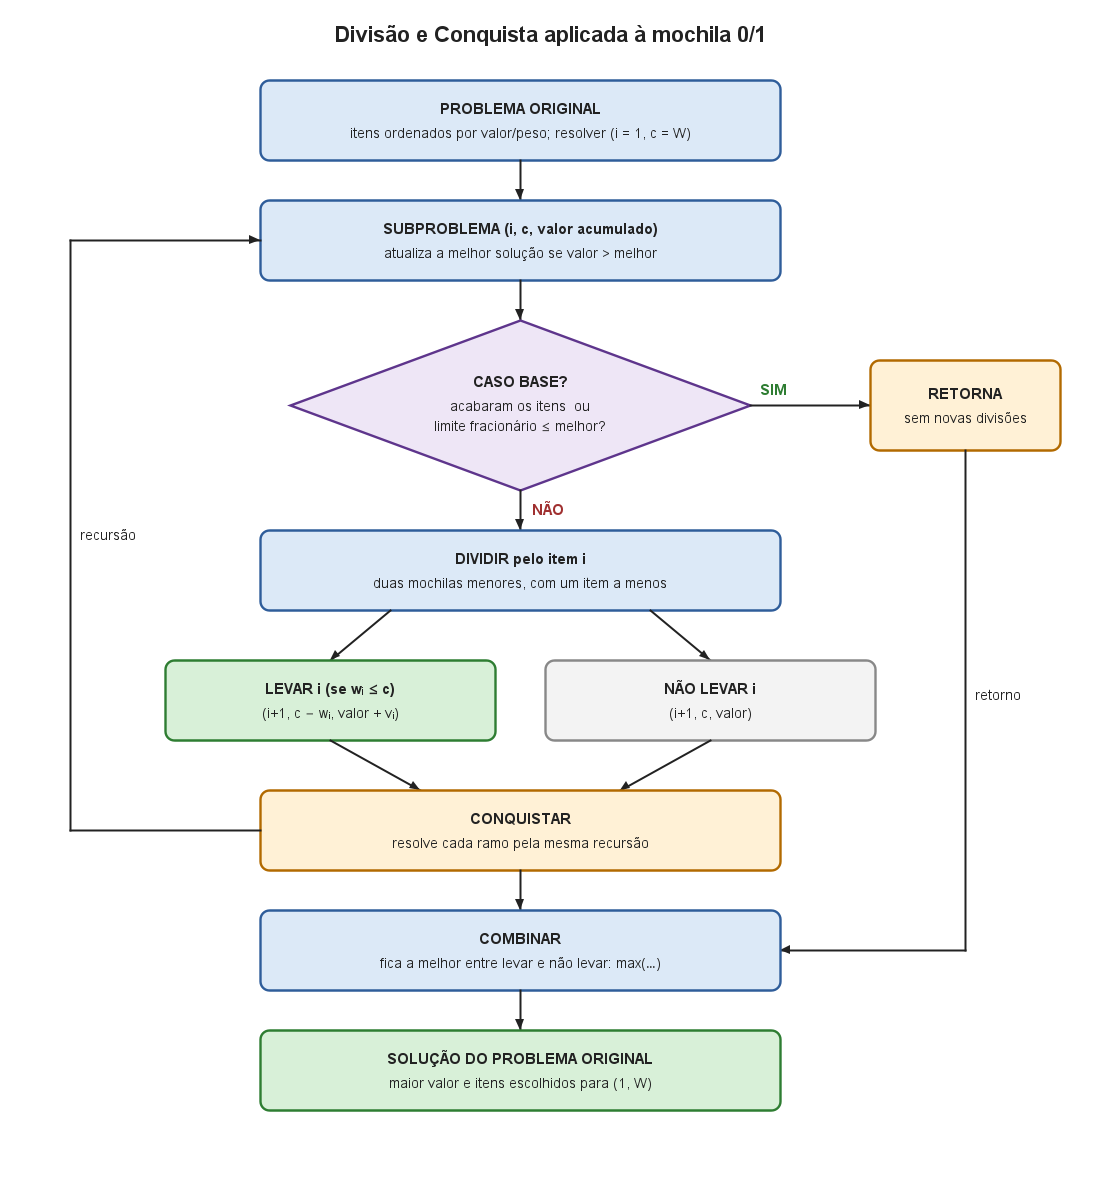 Divisão e Conquista aplicada à mochila 0/1
PROBLEMA ORIGINAL
itens ordenados por valor/peso; resolver (i = 1, c = W)
SUBPROBLEMA (i, c, valor acumulado)
atualiza a melhor solução se valor > melhor
CASO BASE?
acabaram os itens ou
limite fracionário ≤ melhor?
SIM
RETORNA
sem novas divisões
NÃO
recursão
DIVIDIR pelo item i
duas mochilas menores, com um item a menos
LEVAR i (se wᵢ ≤ c)
(i+1, c − wᵢ, valor + vᵢ)
NÃO LEVAR i
(i+1, c, valor)
retorno
CONQUISTAR
resolve cada ramo pela mesma recursão
COMBINAR
fica a melhor entre levar e não levar: max(...)
SOLUÇÃO DO PROBLEMA ORIGINAL
maior valor e itens escolhidos para (1, W)